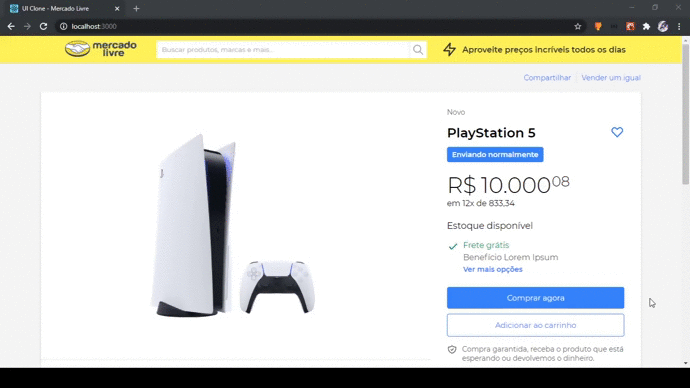 UI Clone - Mercado Livre
localhost:3000
mercado
livre
Buscar produtos, marcas e mais...
Aproveite preços incríveis todos os dias
Compartilhar
Vender um igual
Novo
PlayStation 5
Enviando normalmente
R$ 10.000 08
em 12x de 833,34
Estoque disponível
Frete grátis
Benefício Lorem Ipsum
Ver mais opções
Comprar agora
Adicionar ao carrinho
Compra garantida, receba o produto que está
esperando ou devolvemos o dinheiro.